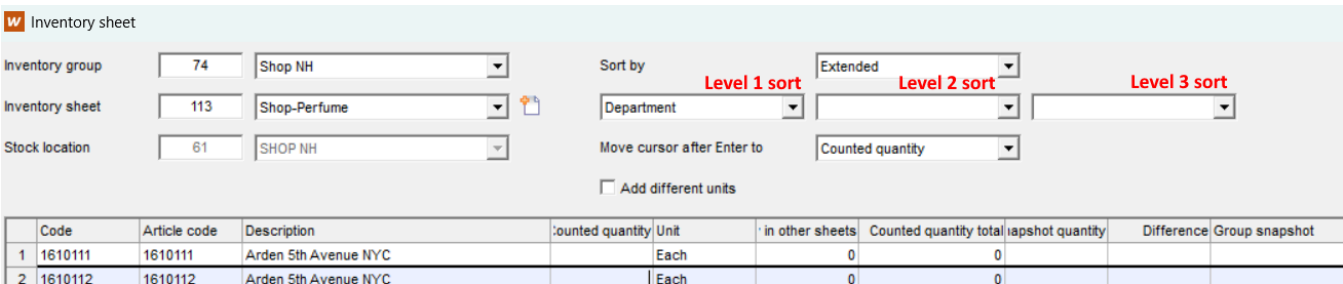 W Inventory sheet
Inventory group 74 Shop NH Sort by Extended
Level 1 sort Level 2 sort Level 3 sort
Inventory sheet 113 Shop-Perfume Department
Stock location 61 SHOP NH Move cursor after Enter to Counted quantity
Add different units
Code Article code Description Counted quantity Unit in other sheets Counted quantity total napshot quantity Difference Group snapshot
1 1610111 1610111 Arden 5th Avenue NYC Each 0 0
2 1610112 1610112 Arden 5th Avenue NYC Each 0 0